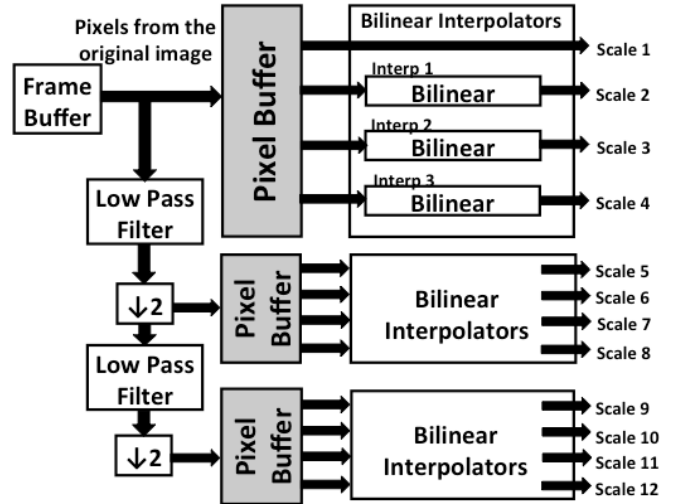 Pixels from the
original image
Frame
Buffer
Pixel Buffer
Bilinear Interpolators
Scale 1
Interp 1
Bilinear
Scale 2
Interp 2
Bilinear
Scale 3
Interp 3
Bilinear
Scale 4
Low Pass
Filter
↓2
Pixel
Buffer
Bilinear
Interpolators
Scale 5
Scale 6
Scale 7
Scale 8
Low Pass
Filter
↓2
Pixel
Buffer
Bilinear
Interpolators
Scale 9
Scale 10
Scale 11
Scale 12